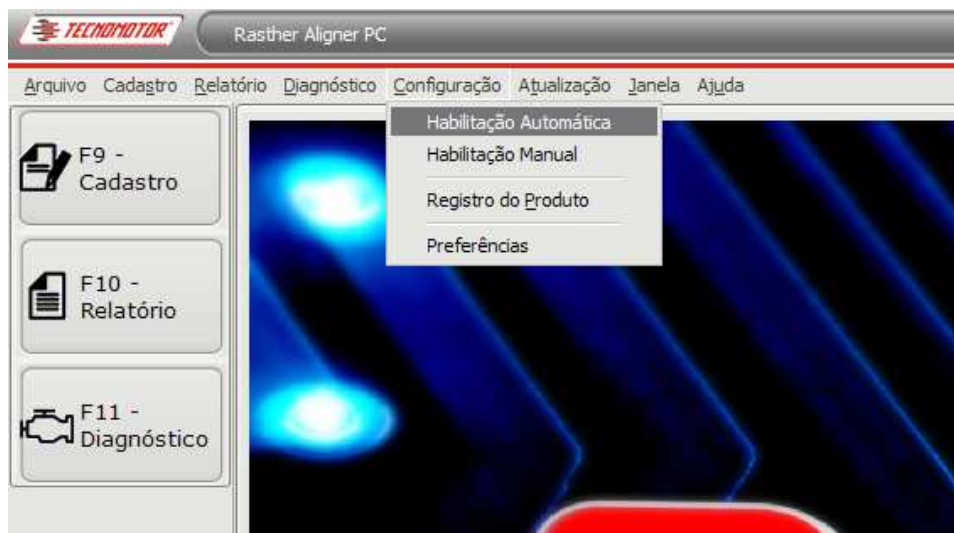 TECNOMOTOR
Rasther Aligner PC
Arquivo Cadastro Relatório Diagnóstico Configuração Atualização Janela Ajuda
Habilitação Automática
Habilitação Manual
Registro do Produto
Preferências
F9 -
Cadastro
F10 -
Relatório
F11 -
Diagnóstico